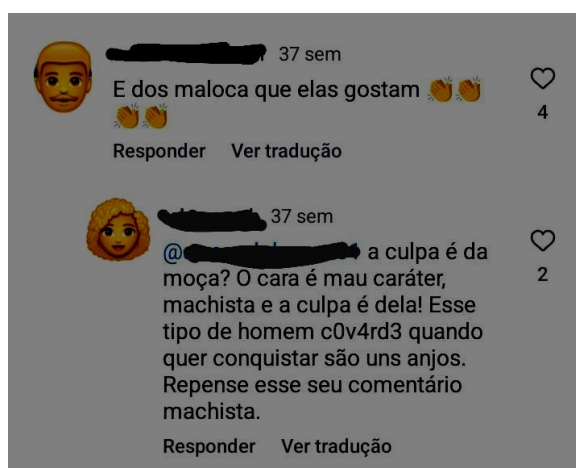 37 sem
E dos maloca que elas gostam 👏👏
👏👏
4
Responder Ver tradução
37 sem
@ a culpa é da
moça? O cara é mau caráter,
2
machista e a culpa é dela! Esse
tipo de homem c0v4rd3 quando
quer conquistar são uns anjos.
Repense esse seu comentário
machista.
Responder Ver tradução